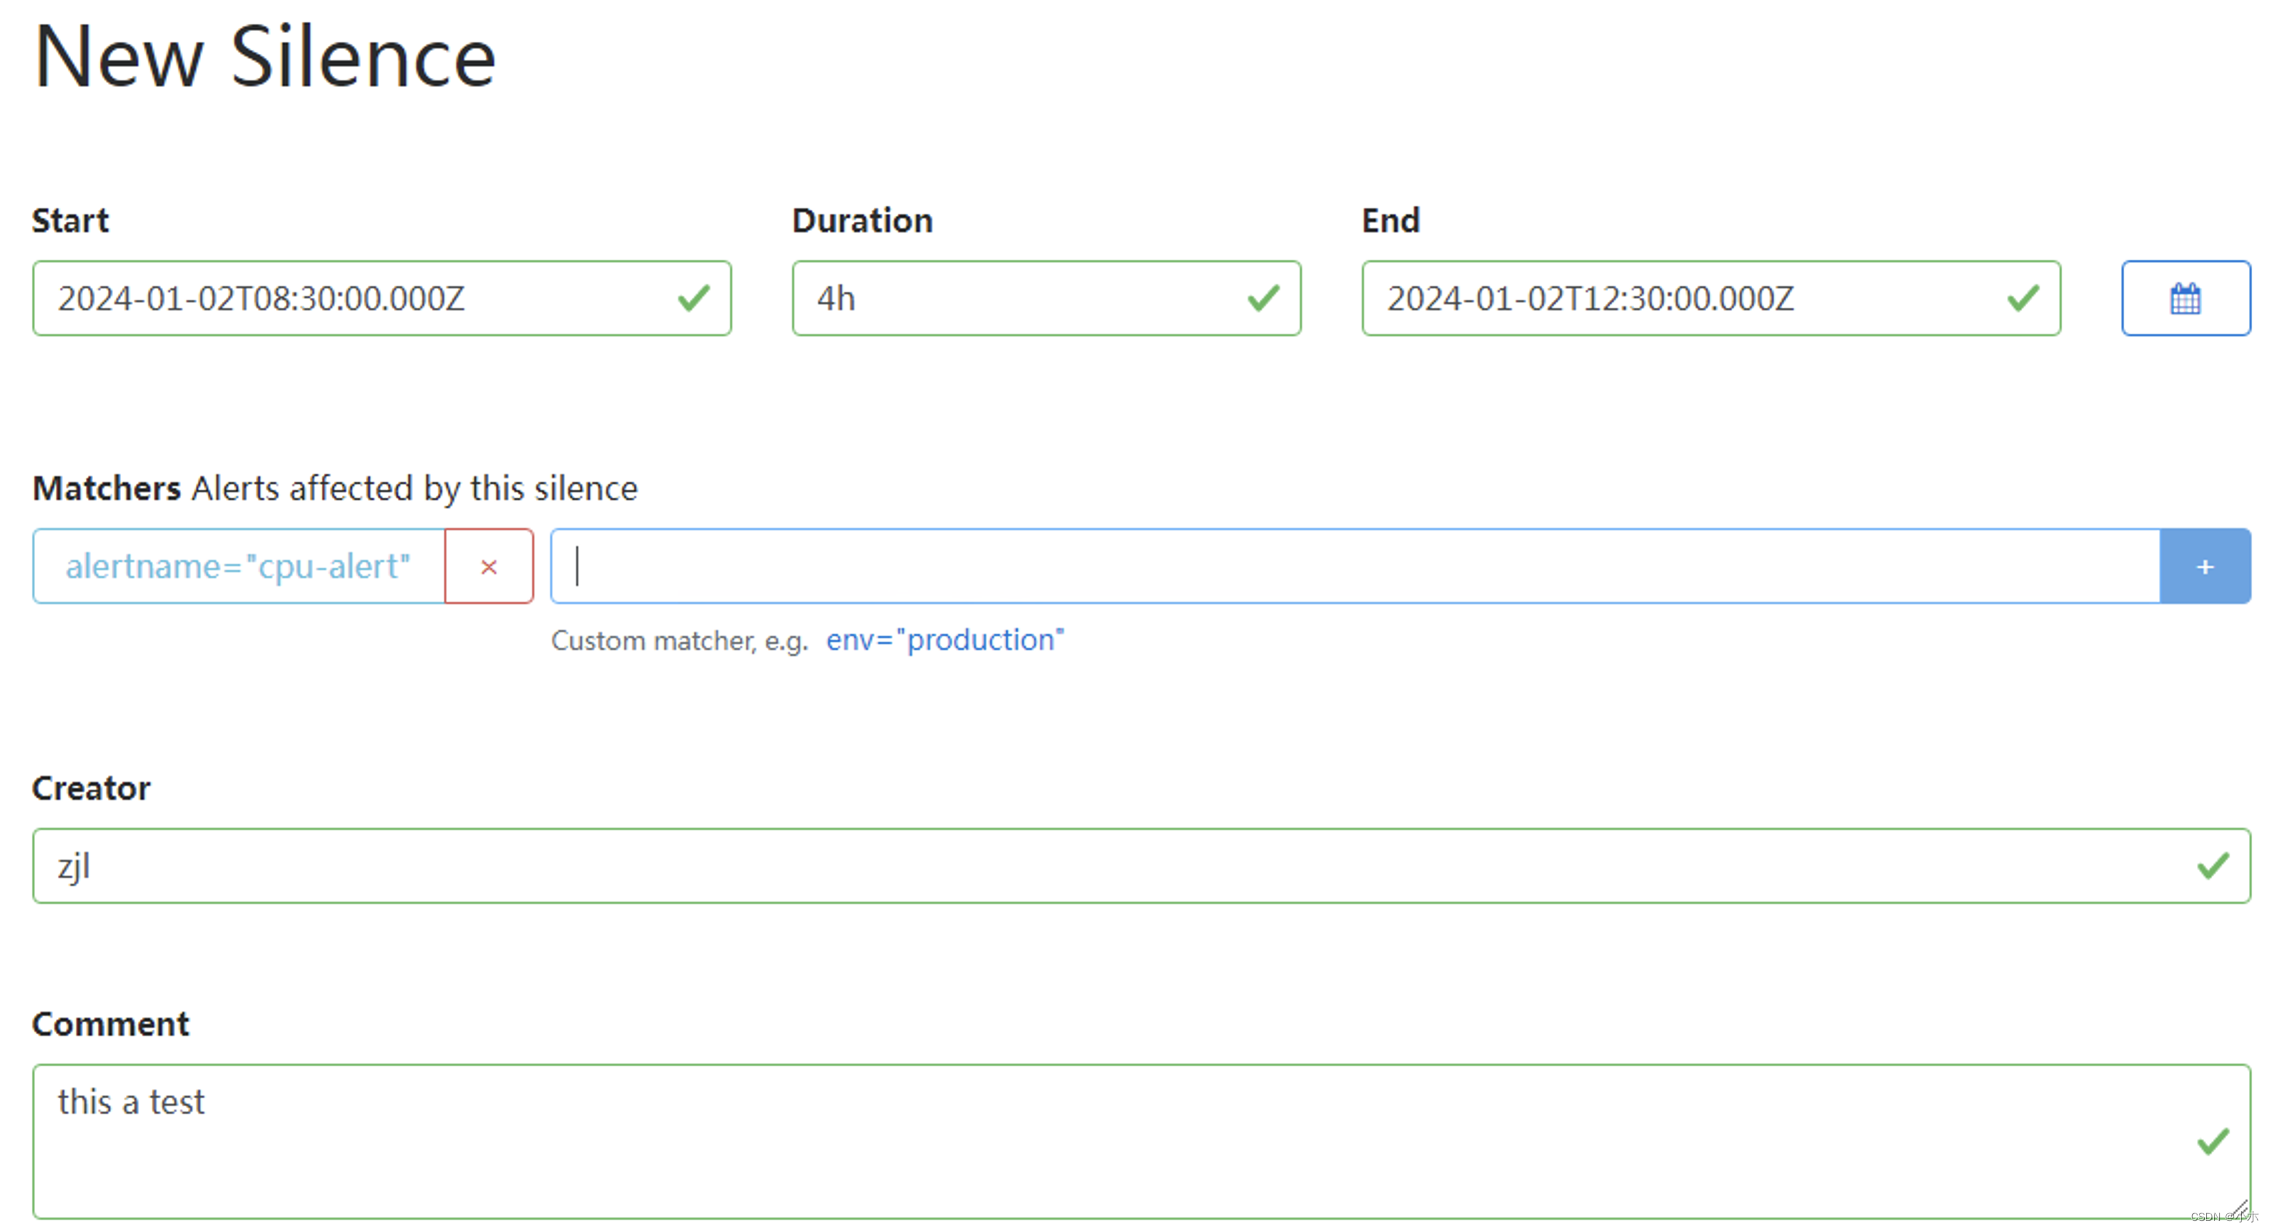 New Silence
Start Duration End
2024-01-02T08:30:00.000Z 4h 2024-01-02T12:30:00.000Z
Matchers Alerts affected by this silence
alertname="cpu-alert" × +
Custom matcher, e.g. env="production"
Creator
zjl
Comment
this a test
CSDN